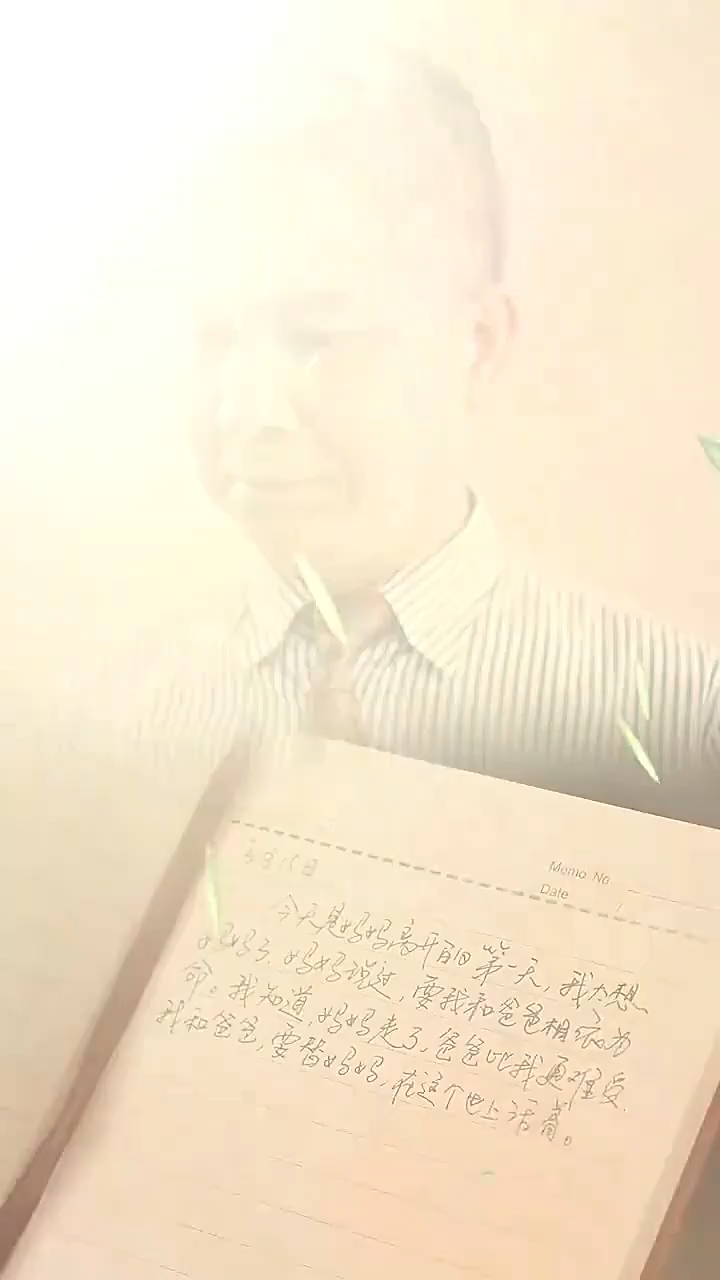 Memo No
Date
今天是妈妈离开的第一天，我太想
妈妈了，妈妈说过，要我和爸爸相依为
命。我知道，妈妈走了，爸爸比我更难受，
我和爸爸，要替妈妈，在这个世上活着。